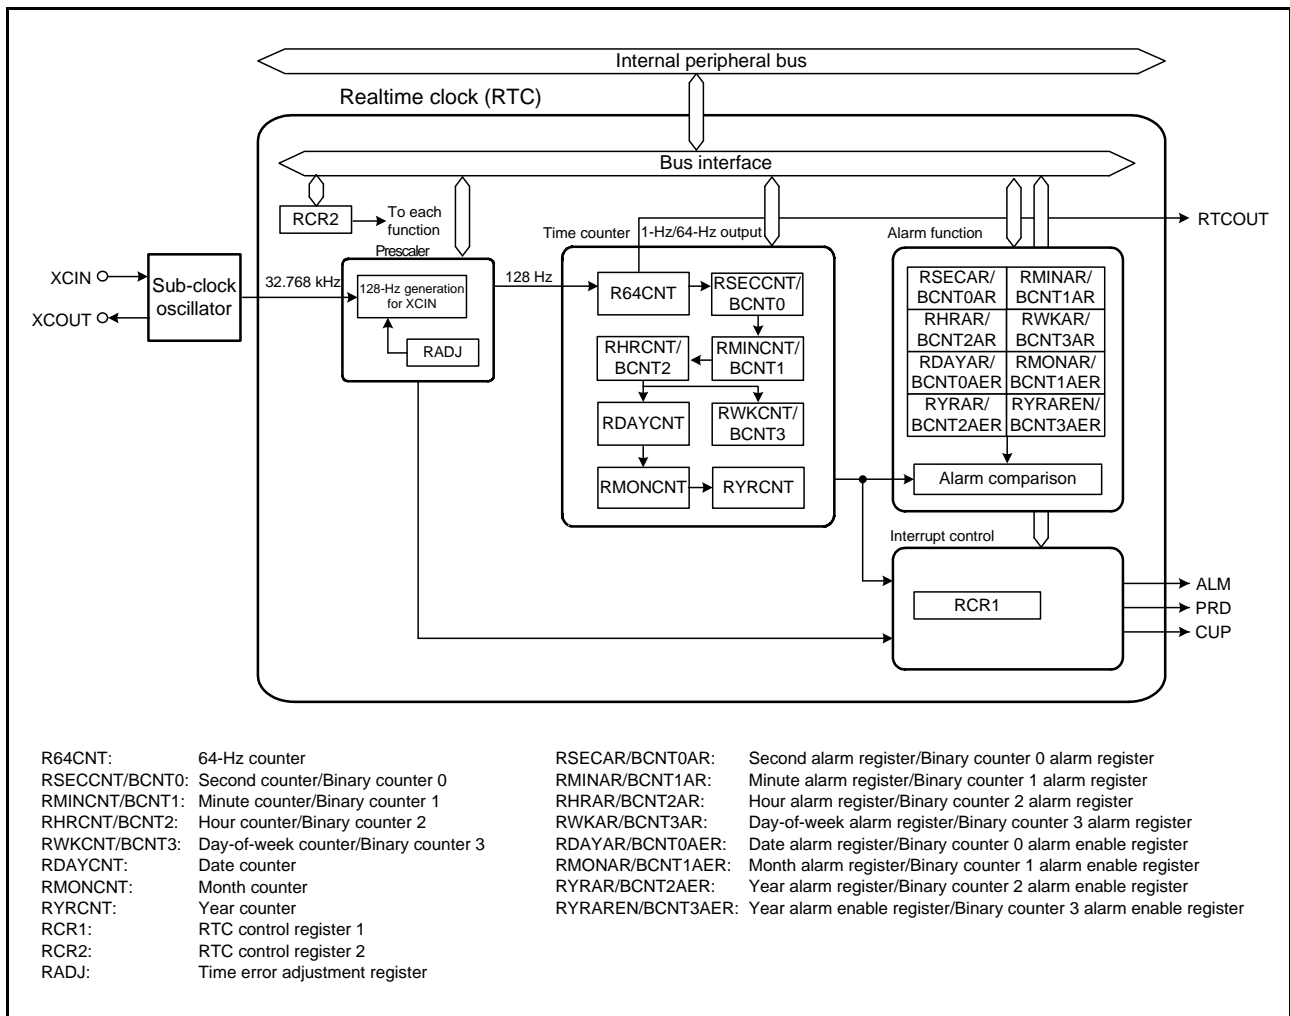 Internal peripheral bus
Realtime clock (RTC)
Bus interface
RCR2
To each
function
Prescaler
Time counter
1-Hz/64-Hz output
Alarm function
RTCOUT
XCIN
XCOUT
Sub-clock
oscillator
32.768 kHz
128-Hz generation
for XCIN
RADJ
128 Hz
R64CNT
RSECCNT/
BCNT0
RHRCNT/
BCNT2
RMINCNT/
BCNT1
RDAYCNT
RWKCNT/
BCNT3
RMONCNT
RYRCNT
RSECAR/
BCNT0AR
RMINAR/
BCNT1AR
RHRAR/
BCNT2AR
RWKAR/
BCNT3AR
RDAYAR/
BCNT0AER
RMONAR/
BCNT1AER
RYRAR/
BCNT2AER
RYRAREN/
BCNT3AER
Alarm comparison
Interrupt control
RCR1
ALM
PRD
CUP
R64CNT: 64-Hz counter
RSECCNT/BCNT0: Second counter/Binary counter 0
RMINCNT/BCNT1: Minute counter/Binary counter 1
RHRCNT/BCNT2: Hour counter/Binary counter 2
RWKCNT/BCNT3: Day-of-week counter/Binary counter 3
RDAYCNT: Date counter
RMONCNT: Month counter
RYRCNT: Year counter
RCR1: RTC control register 1
RCR2: RTC control register 2
RADJ: Time error adjustment register
RSECAR/BCNT0AR: Second alarm register/Binary counter 0 alarm register
RMINAR/BCNT1AR: Minute alarm register/Binary counter 1 alarm register
RHRAR/BCNT2AR: Hour alarm register/Binary counter 2 alarm register
RWKAR/BCNT3AR: Day-of-week alarm register/Binary counter 3 alarm register
RDAYAR/BCNT0AER: Date alarm register/Binary counter 0 alarm enable register
RMONAR/BCNT1AER: Month alarm register/Binary counter 1 alarm enable register
RYRAR/BCNT2AER: Year alarm register/Binary counter 2 alarm enable register
RYRAREN/BCNT3AER: Year alarm enable register/Binary counter 3 alarm enable register